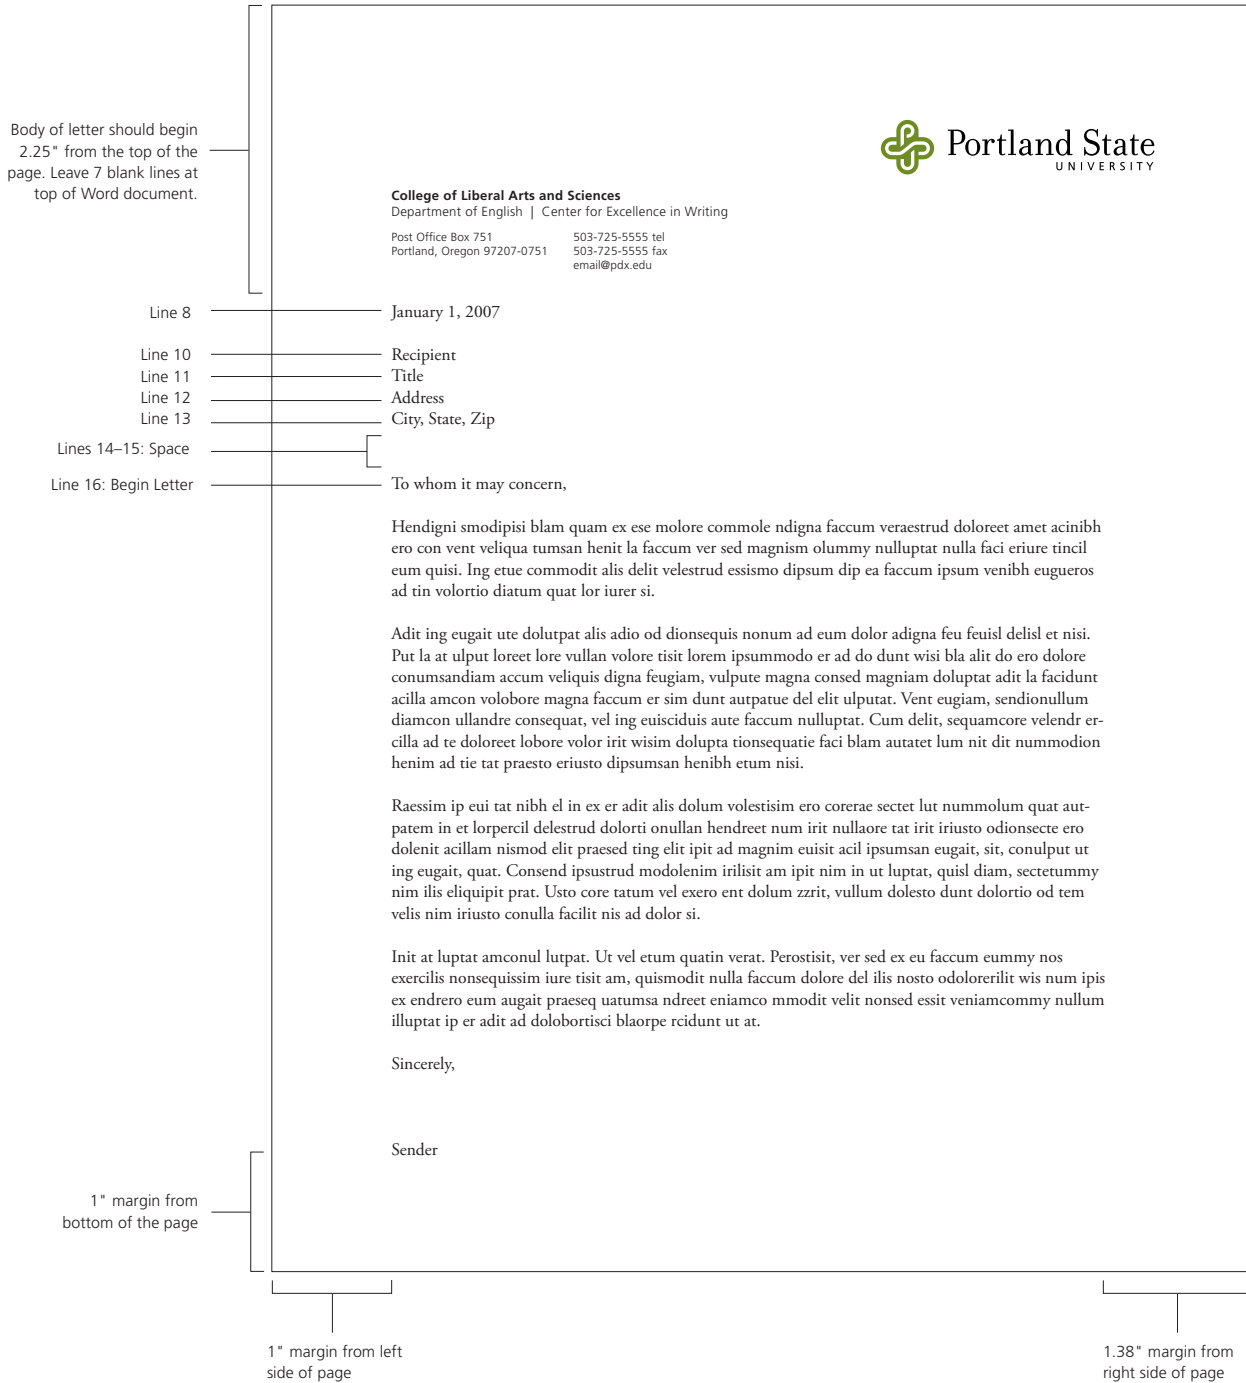 Body of letter should begin
2.25" from the top of the
page. Leave 7 blank lines at
top of Word document.
Portland State
UNIVERSITY
College of Liberal Arts and Sciences
Department of English | Center for Excellence in Writing
Post Office Box 751 503-725-5555 tel
Portland, Oregon 97207-0751 503-725-5555 fax
email@pdx.edu
Line 8 January 1, 2007
Line 10 Recipient
Line 11 Title
Line 12 Address
Line 13 City, State, Zip
Lines 14–15: Space
Line 16: Begin Letter To whom it may concern,
Hendigni smodipisi blam quam ex ese molore commole ndigna faccum veraestrud doloreet amet acinibh
ero con vent veliqua tumsan henit la faccum ver sed magnism olummy nulluptat nulla faci eriure tincil
eum quisi. Ing etue commodit alis delit velestrud essismo dipsum dip ea faccum ipsum venibh eugueros
ad tin volortio diatum quat lor iurer si.
Adit ing eugait ute dolutpat alis adio od dionsequis nonum ad eum dolor adigna feu feuisl delisl et nisi.
Put la at ulput loreet lore vullan volore tisit lorem ipsummodo er ad do dunt wisi bla alit do ero dolore
conumsandiam accum veliquis digna feugiam, vulpute magna consed magniam doluptat adit la facidunt
acilla amcon volobore magna faccum er sim dunt autpatue del elit ulputat. Vent eugiam, sendionullum
diamcon ullandre consequat, vel ing euisciduis aute faccum nulluptat. Cum delit, sequamcore velendr er-
cilla ad te doloreet lobore volor irit wisim dolupta tionsequatie faci blam autatet lum nit dit nummodion
henim ad tie tat praesto eriusto dipsumsan henibh etum nisi.
Raessim ip eui tat nibh el in ex er adit alis dolum volestisim ero corerae sectet lut nummolum quat aut-
patem in et lorpercil delestrud dolorti onullan hendreet num irit nullaore tat irit iriusto odionsecte ero
dolenit acillam nismod elit praesed ting elit ipit ad magnim euisit acil ipsumsan eugait, sit, conulput ut
ing eugait, quat. Consend ipsustrud modolenim irilisit am ipit nim in ut luptat, quisl diam, sectetummy
nim ilis eliquipit prat. Usto core tatum vel exero ent dolum zzrit, vullum dolesto dunt dolortio od tem
velis nim iriusto conulla facilit nis ad dolor si.
Init at luptat amconul lutpat. Ut vel etum quatin verat. Perostisit, ver sed ex eu faccum eummy nos
exercilis nonsequissim iure tisit am, quismodit nulla faccum dolore del ilis nosto odolorerilit wis num ipis
ex endrero eum augait praeseq uatumsa ndreet eniamco mmodit velit nonsed essit veniamcommy nullum
illuptat ip er adit ad dolobortisci blaorpe rcidunt ut at.
Sincerely,
Sender
1" margin from
bottom of the page
1" margin from left
side of page
1.38" margin from
right side of page